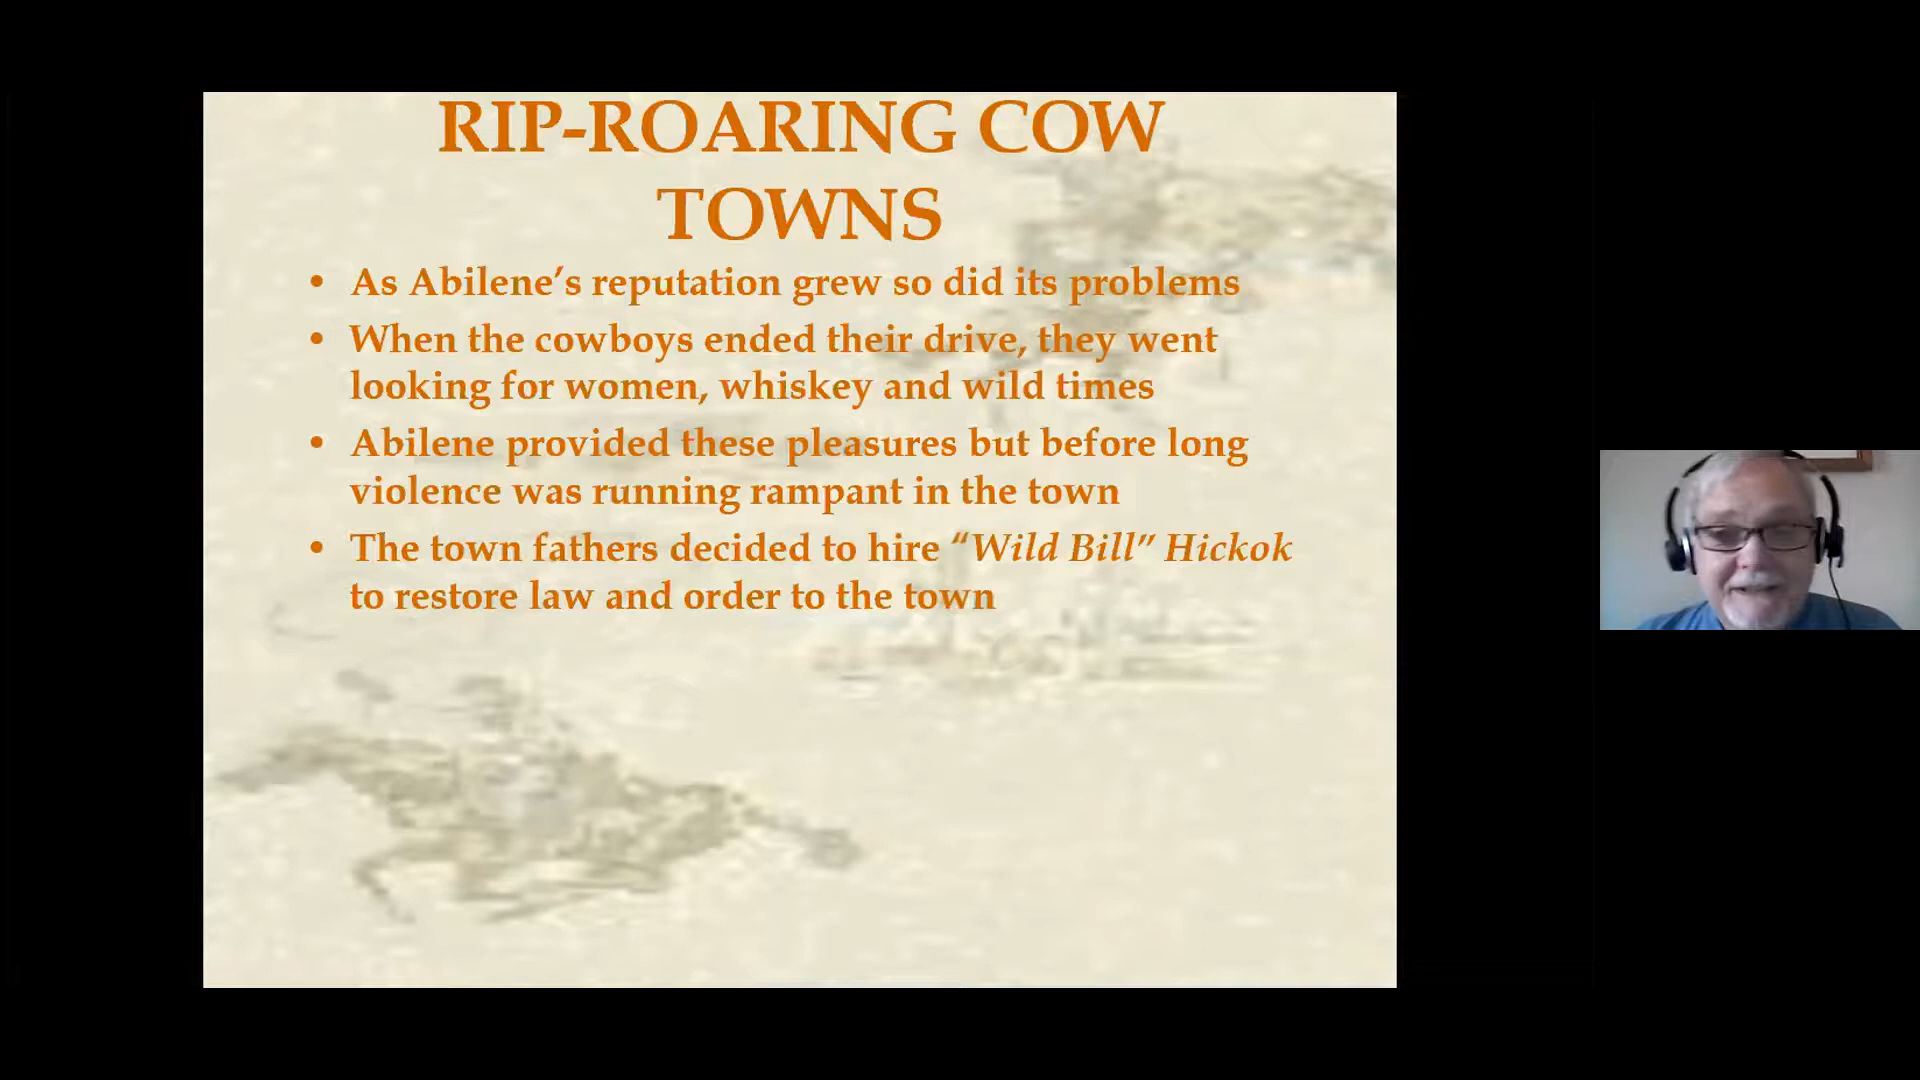 RIP-ROARING COW
TOWNS
• As Abilene’s reputation grew so did its problems
• When the cowboys ended their drive, they went
looking for women, whiskey and wild times
• Abilene provided these pleasures but before long
violence was running rampant in the town
• The town fathers decided to hire “Wild Bill” Hickok
to restore law and order to the town